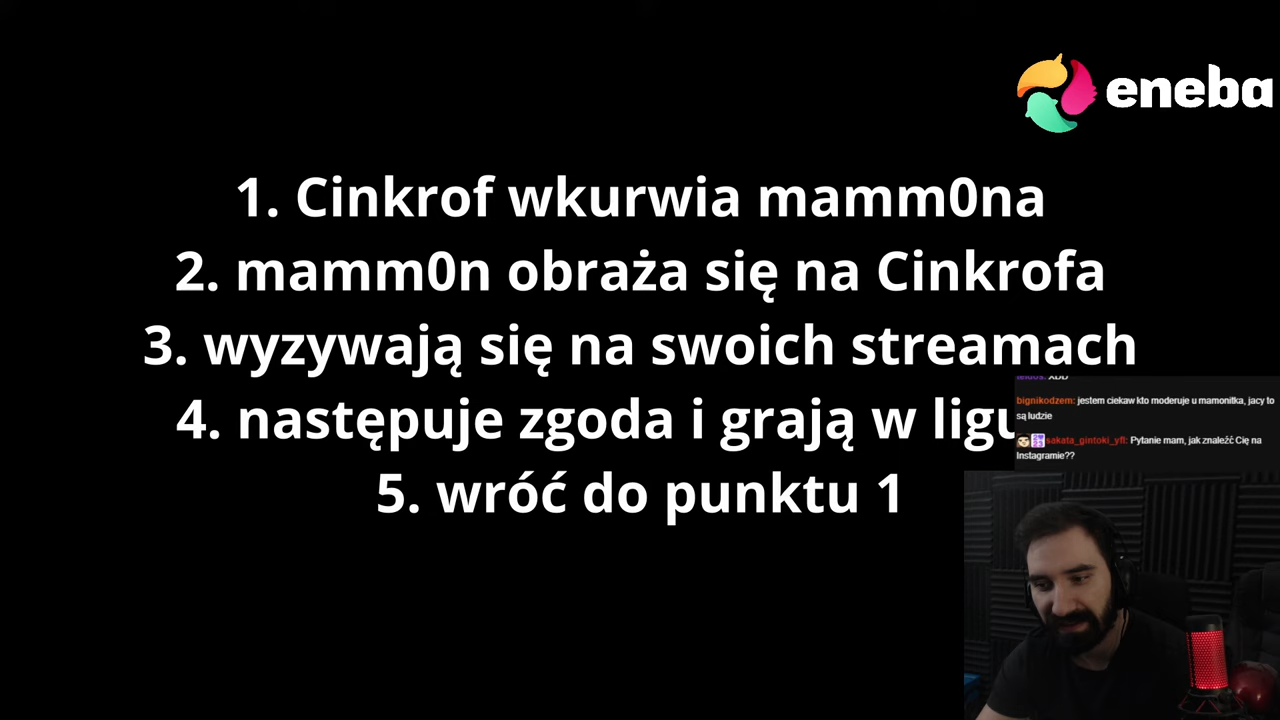 eneba
1. Cinkrof wkurwia mamm0na
2. mamm0n obraża się na Cinkrofa
3. wyzywają się na swoich streamach
4. następuje zgoda i grają w ligu
5. wróć do punktu 1
XDD
bignikodzem: jestem ciekaw kto moderuje u mamonitka, jacy to
są ludzie
sakata_gintoki_yfl: Pytanie mam, jak znaleźć Cię na
Instagramie??